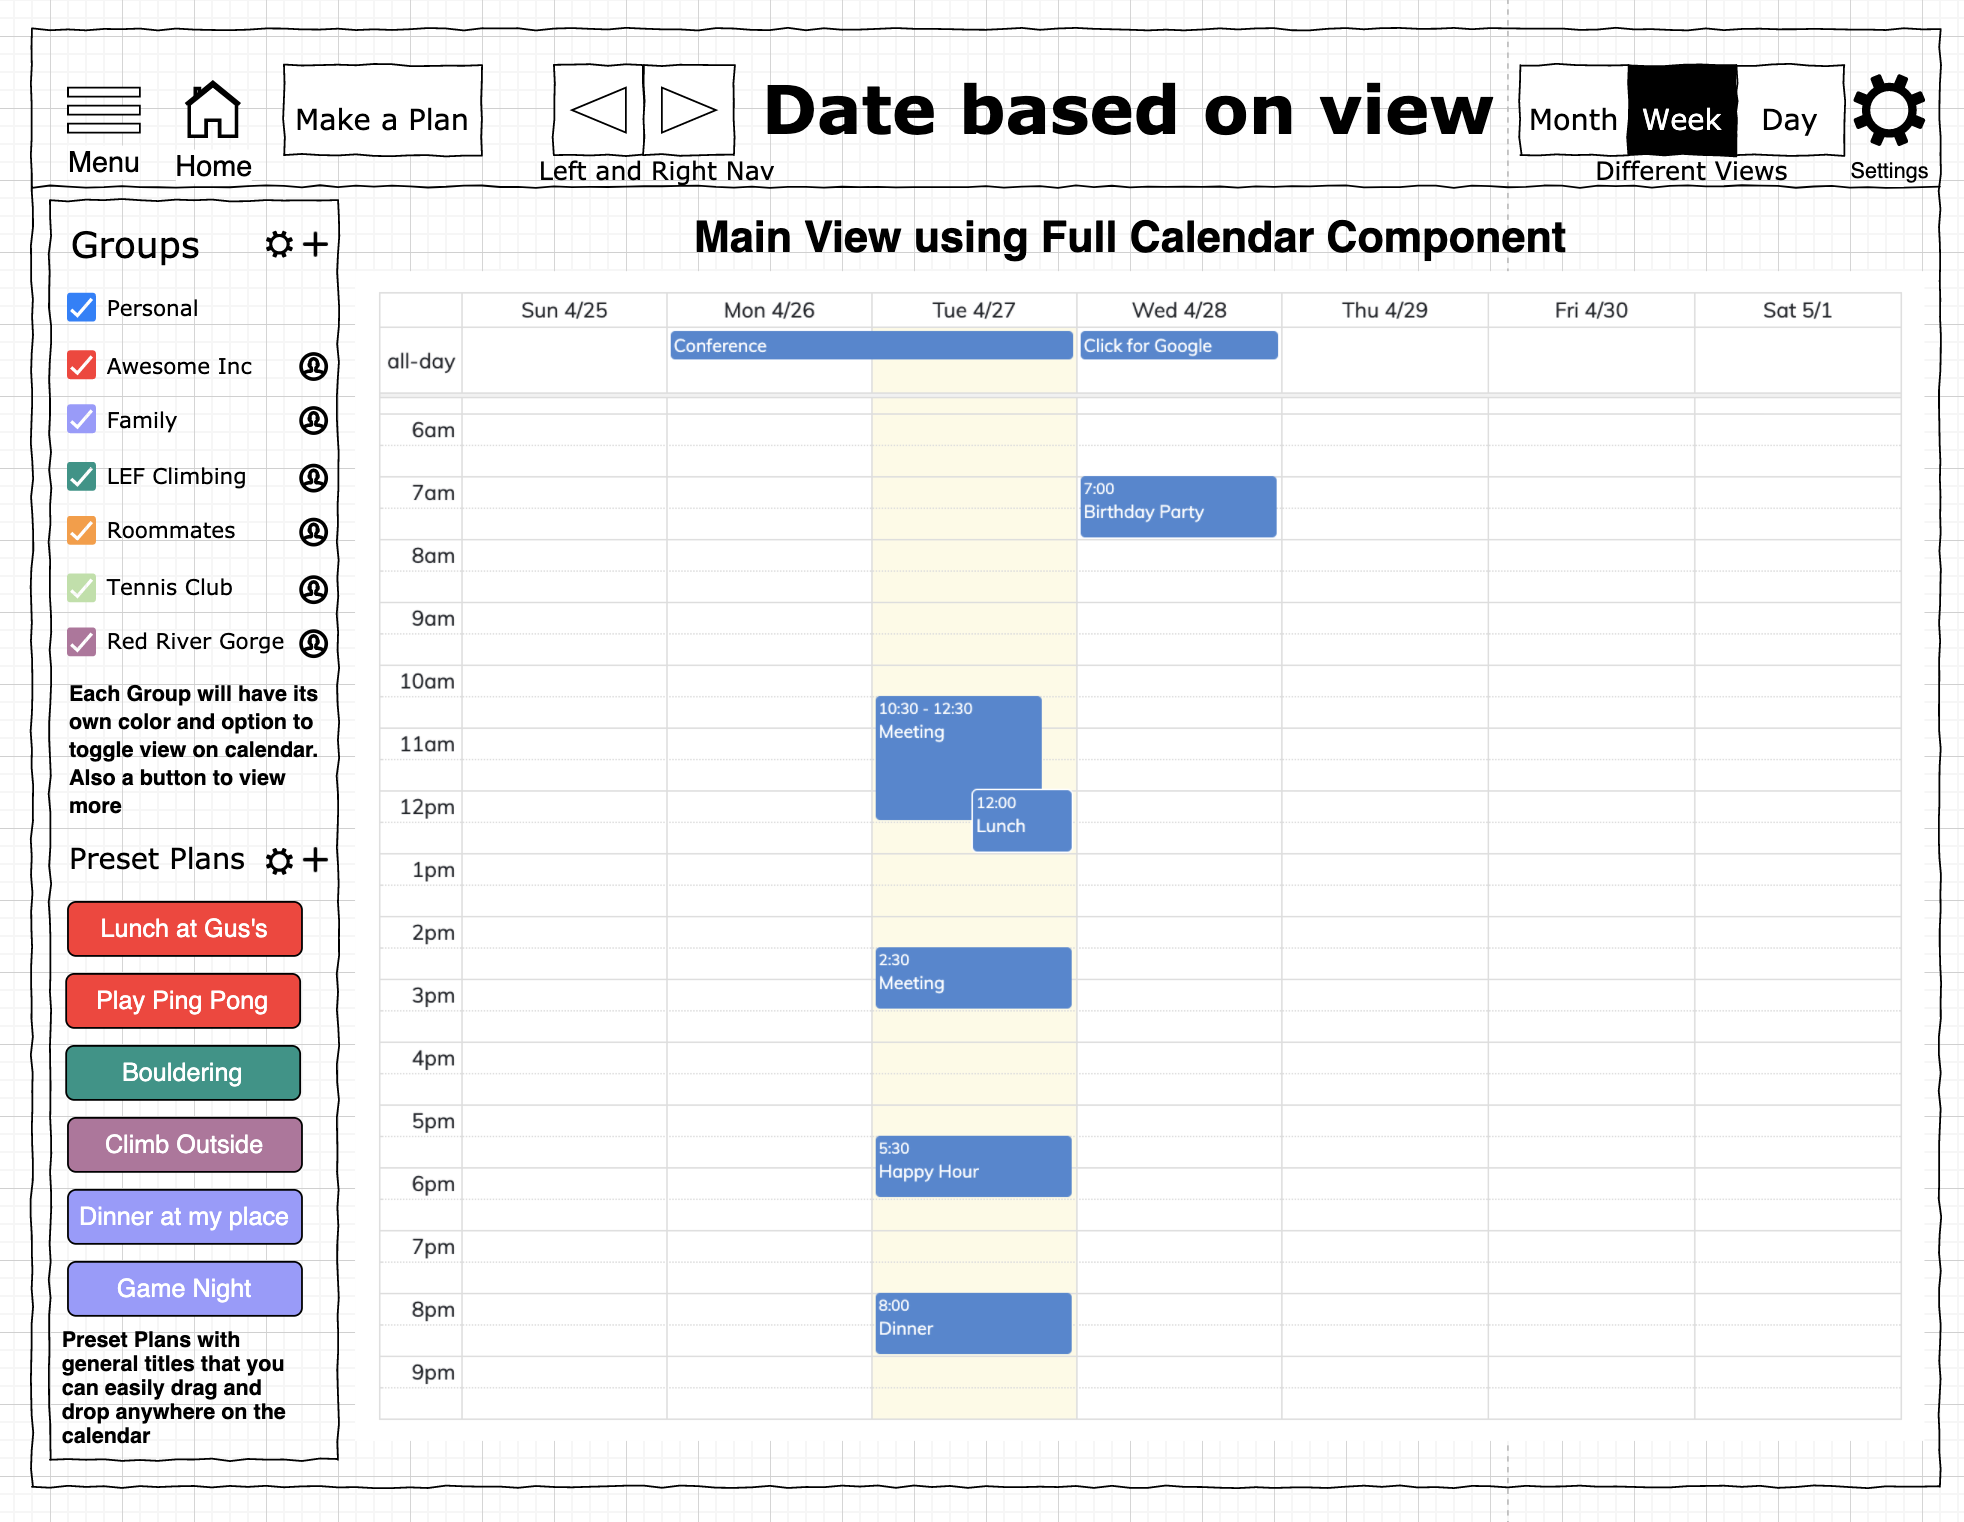 Menu
Home
Make a Plan
Left and Right Nav
Date based on view
Month
Week
Day
Different Views
Settings
Groups
Personal
Awesome Inc
Family
LEF Climbing
Roommates
Tennis Club
Red River Gorge
Each Group will have its
own color and option to
toggle view on calendar.
Also a button to view
more
Preset Plans
Lunch at Gus's
Play Ping Pong
Bouldering
Climb Outside
Dinner at my place
Game Night
Preset Plans with
general titles that you
can easily drag and
drop anywhere on the
calendar
Main View using Full Calendar Component
Sun 4/25
Mon 4/26
Tue 4/27
Wed 4/28
Thu 4/29
Fri 4/30
Sat 5/1
all-day
Conference
Click for Google
6am
7am
7:00
Birthday Party
8am
9am
10am
10:30 - 12:30
Meeting
11am
12pm
12:00
Lunch
1pm
2pm
2:30
Meeting
3pm
4pm
5pm
5:30
Happy Hour
6pm
7pm
8pm
8:00
Dinner
9pm